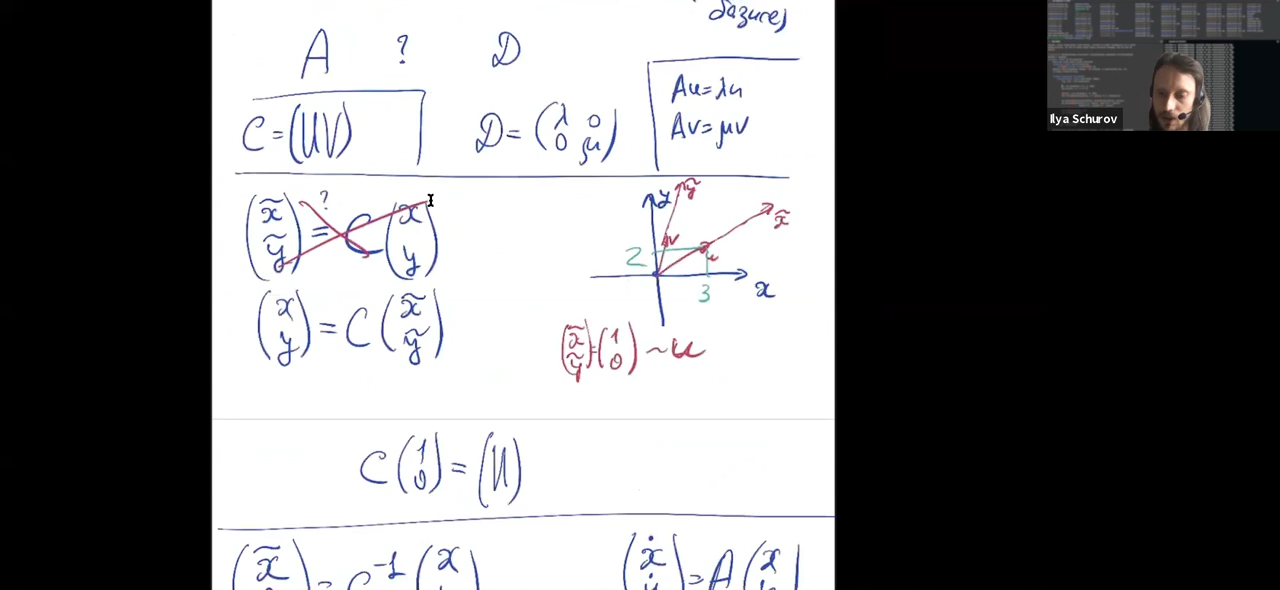 базисе)
A ? D
C = (UV) D = (λ 0
0 μ)
Au = λu
Av = μv
(x̃
ỹ) =? C (x
y)
(x
y) = C (x̃
ỹ)
y ỹ x̃
2 v u
3 x
(x̃
ỹ) = (1
0) ~ u
C (1
0) = (U)
(x̃ = C⁻¹ (x
(ẋ = A (x
Ilya Schurov